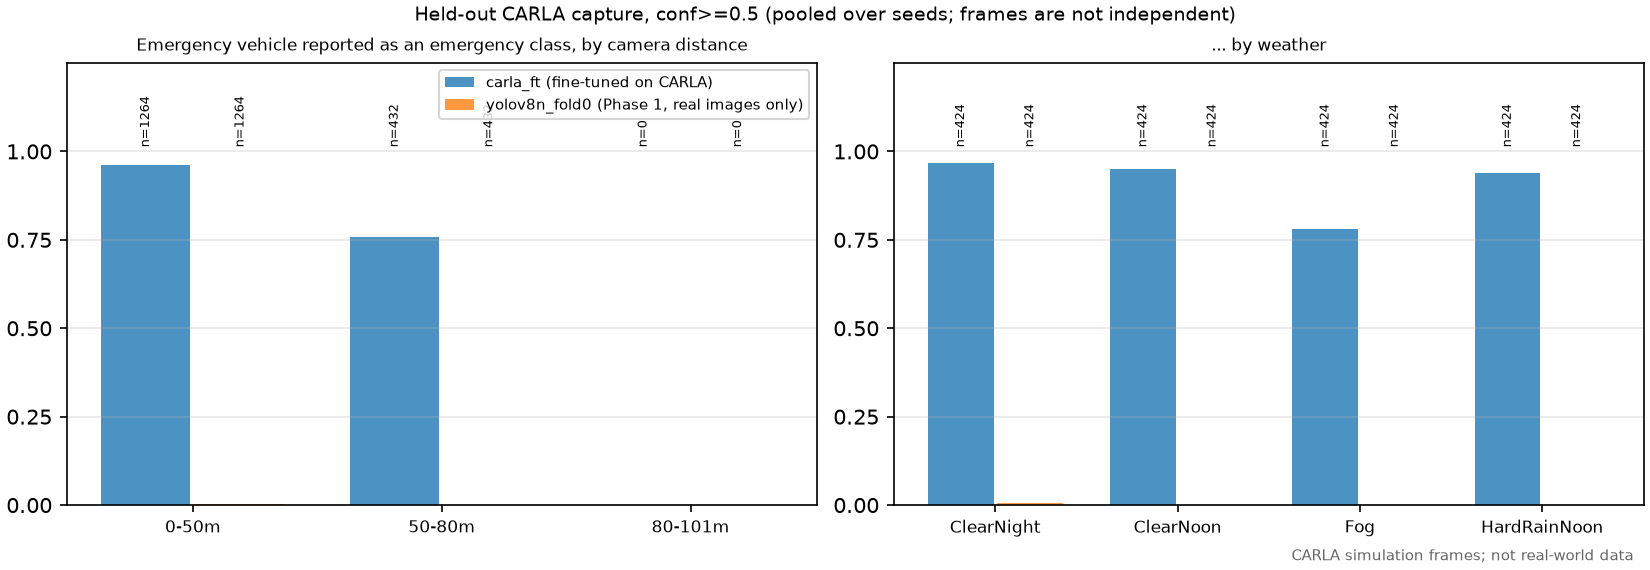 Held-out CARLA capture, conf>=0.5 (pooled over seeds; frames are not independent)
Emergency vehicle reported as an emergency class, by camera distance
carla_ft (fine-tuned on CARLA)
yolov8n_fold0 (Phase 1, real images only)
n=1264
n=1264
n=432
n=432
n=0
n=0
1.00
0.75
0.50
0.25
0.00
0-50m
50-80m
80-101m
... by weather
n=424
n=424
n=424
n=424
n=424
n=424
n=424
n=424
1.00
0.75
0.50
0.25
0.00
ClearNight
ClearNoon
Fog
HardRainNoon
CARLA simulation frames; not real-world data